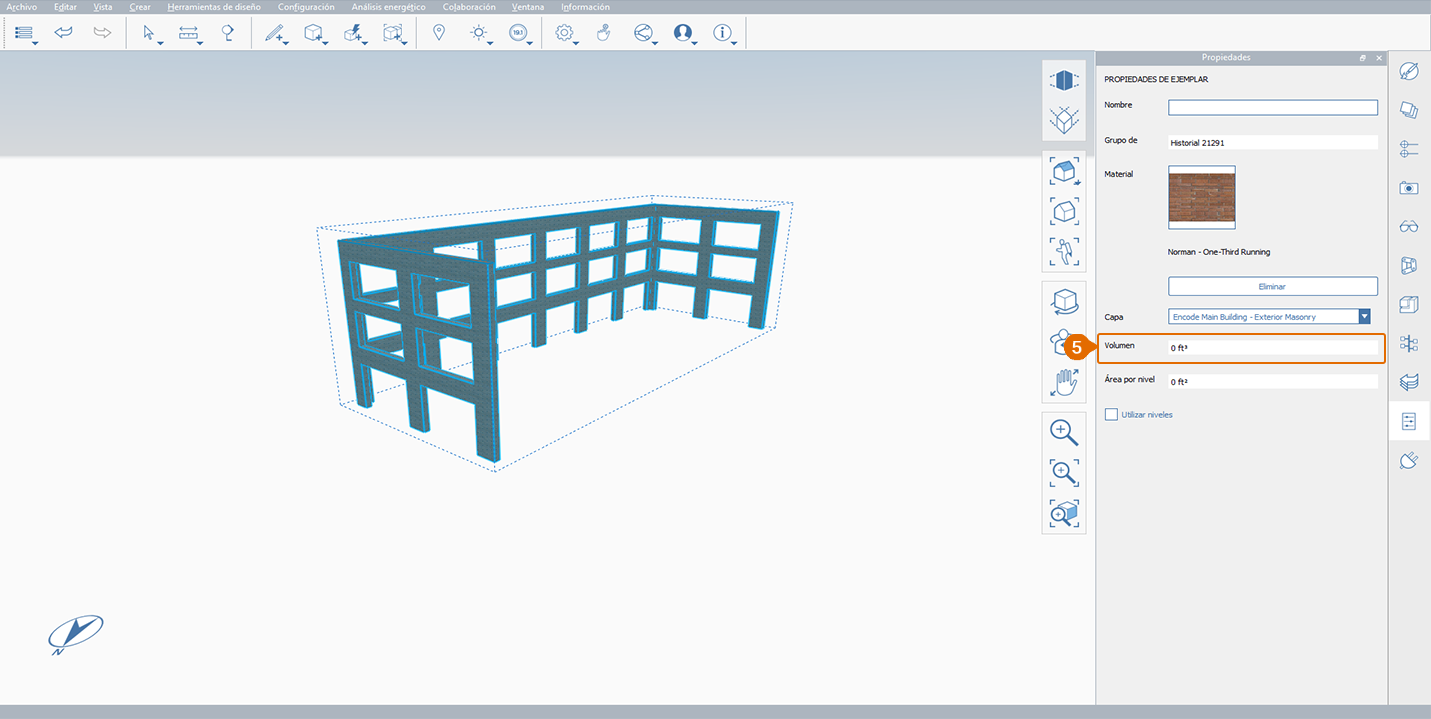 Archivo Editar Vista Crear Herramientas de diseño Configuración Análisis energético Colaboración Ventana Información
193
Propiedades
PROPIEDADES DE EJEMPLAR
Nombre
Grupo de Historial 21291
Material
Norman - One-Third Running
Eliminar
Capa Encode Main Building - Exterior Masonry
5 Volumen 0 ft³
Área por nivel 0 ft²
Utilizar niveles
N